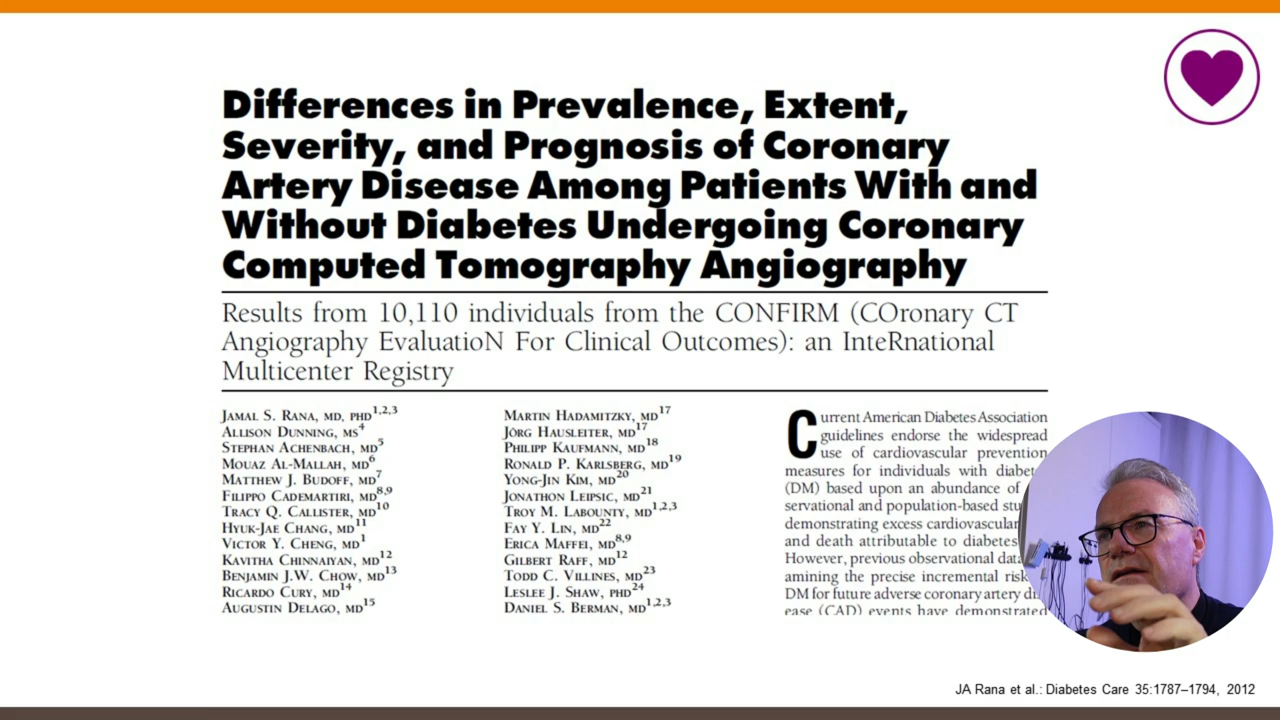 Differences in Prevalence, Extent,
Severity, and Prognosis of Coronary
Artery Disease Among Patients With and
Without Diabetes Undergoing Coronary
Computed Tomography Angiography
Results from 10,110 individuals from the CONFIRM (COronary CT
Angiography EvaluatioN For Clinical Outcomes): an InteRnational
Multicenter Registry
JAMAL S. RANA, MD, PHD1,2,3
ALLISON DUNNING, MS4
STEPHAN ACHENBACH, MD5
MOUAZ AL-MALLAH, MD6
MATTHEW J. BUDOFF, MD7
FILIPPO CADEMARTIRI, MD8,9
TRACY Q. CALLISTER, MD10
HYUK-JAE CHANG, MD11
VICTOR Y. CHENG, MD1
KAVITHA CHINNAIYAN, MD12
BENJAMIN J.W. CHOW, MD13
RICARDO CURY, MD14
AUGUSTIN DELAGO, MD15
MARTIN HADAMITZKY, MD17
JÖRG HAUSLEITER, MD17
PHILIPP KAUFMANN, MD18
RONALD P. KARLSBERG, MD19
YONG-JIN KIM, MD20
JONATHON LEIPSIC, MD21
TROY M. LABOUNTY, MD1,2,3
FAY Y. LIN, MD22
ERICA MAFFEI, MD8,9
GILBERT RAFF, MD12
TODD C. VILLINES, MD23
LESLEE J. SHAW, PHD24
DANIEL S. BERMAN, MD1,2,3
Current American Diabetes Association
guidelines endorse the widespread
use of cardiovascular prevention
measures for individuals with
(DM) based upon an abundance of
servational and population-based
demonstrating excess cardiovascular
and death attributable to diabetes
However, previous observational data
amining the precise incremental
DM for future adverse coronary artery
ease (CAD) events have demonstrated
JA Rana et al.: Diabetes Care 35:1787–1794, 2012